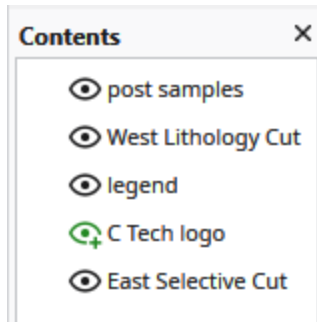 Contents
post samples
West Lithology Cut
legend
C Tech logo
East Selective Cut